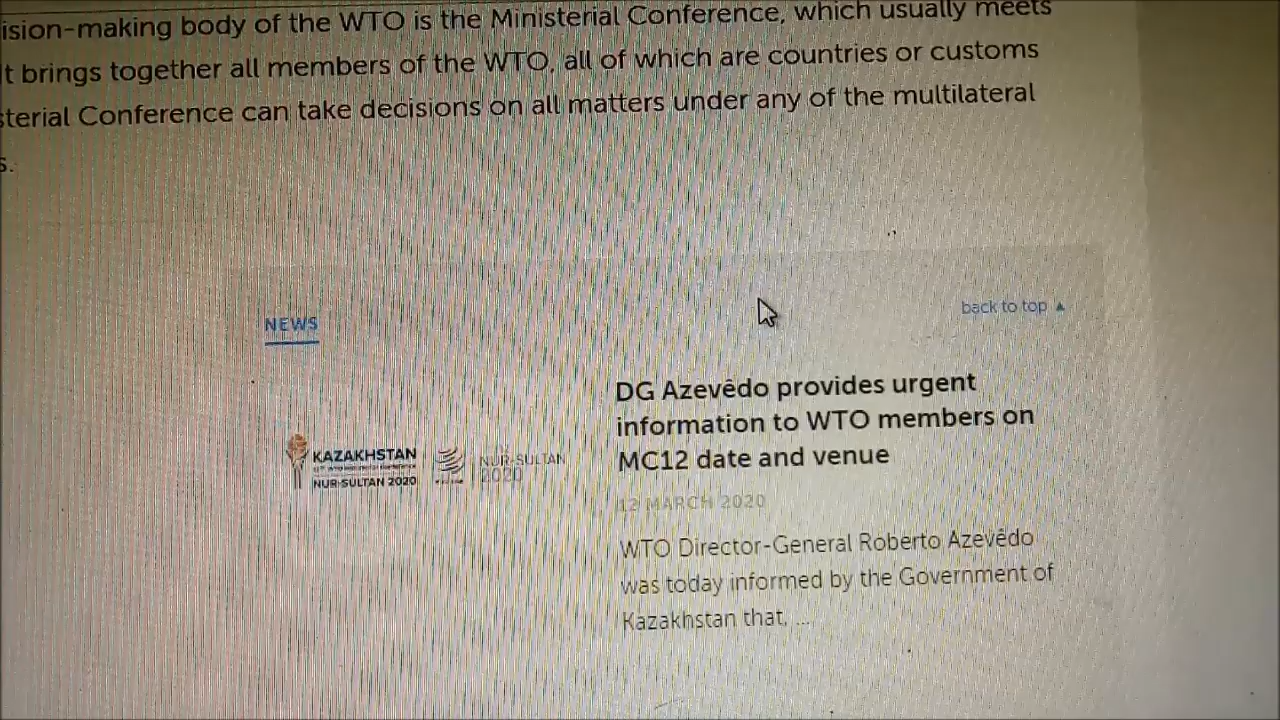 ision-making body of the WTO is the Ministerial Conference, which usually meets
t brings together all members of the WTO, all of which are countries or customs
sterial Conference can take decisions on all matters under any of the multilateral
s.
NEWS
back to top ▲
KAZAKHSTAN
NUR-SULTAN 2020
NUR-SULTAN
2020
DG Azevêdo provides urgent
information to WTO members on
MC12 date and venue
12 MARCH 2020
WTO Director-General Roberto Azevêdo
was today informed by the Government of
Kazakhstan that, ...